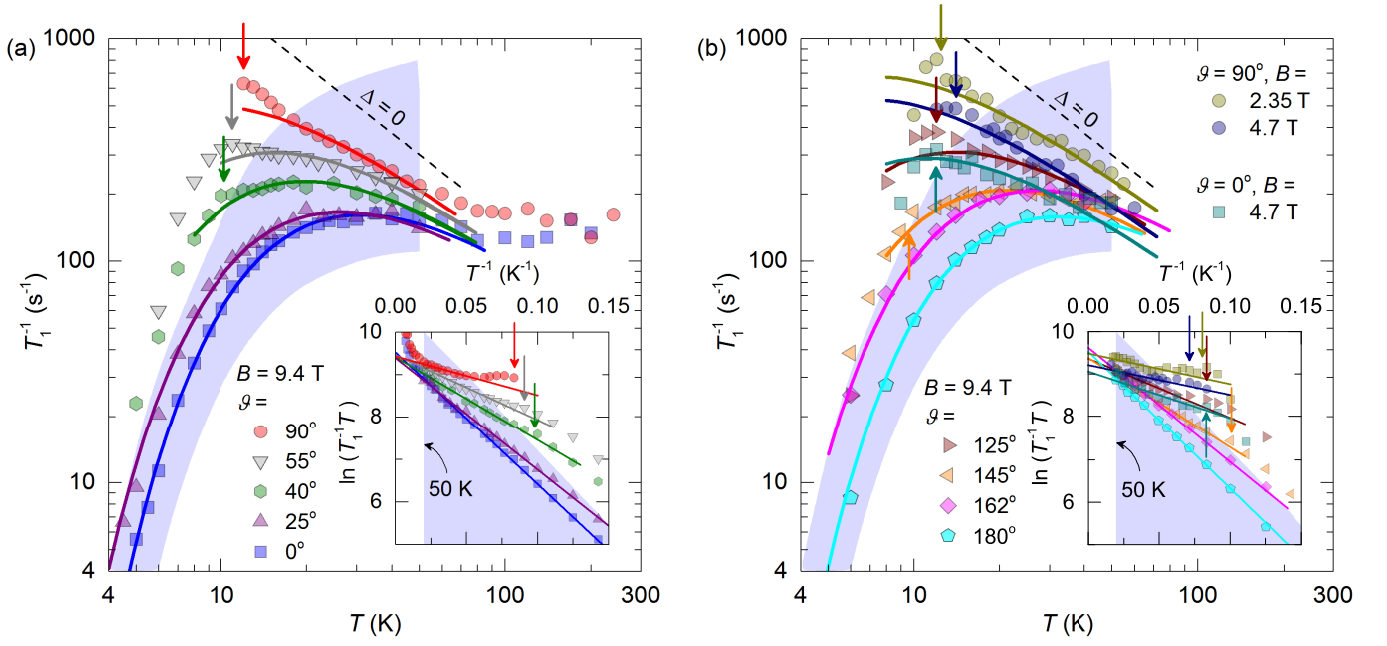 (a)
1000
100
10
4
T₁⁻¹ (s⁻¹)
4
10
100
300
T (K)
Δ = 0
B = 9.4 T
ϑ =
90°
55°
40°
25°
0°
T⁻¹ (K⁻¹)
0.00
0.05
0.10
0.15
10
8
6
ln (T₁⁻¹T )
50 K
(b)
1000
100
10
4
T₁⁻¹ (s⁻¹)
4
10
100
300
T (K)
Δ = 0
ϑ = 90°, B =
2.35 T
4.7 T
ϑ = 0°, B =
4.7 T
B = 9.4 T
ϑ =
125°
145°
162°
180°
T⁻¹ (K⁻¹)
0.00
0.05
0.10
0.15
10
8
6
ln (T₁⁻¹T )
50 K